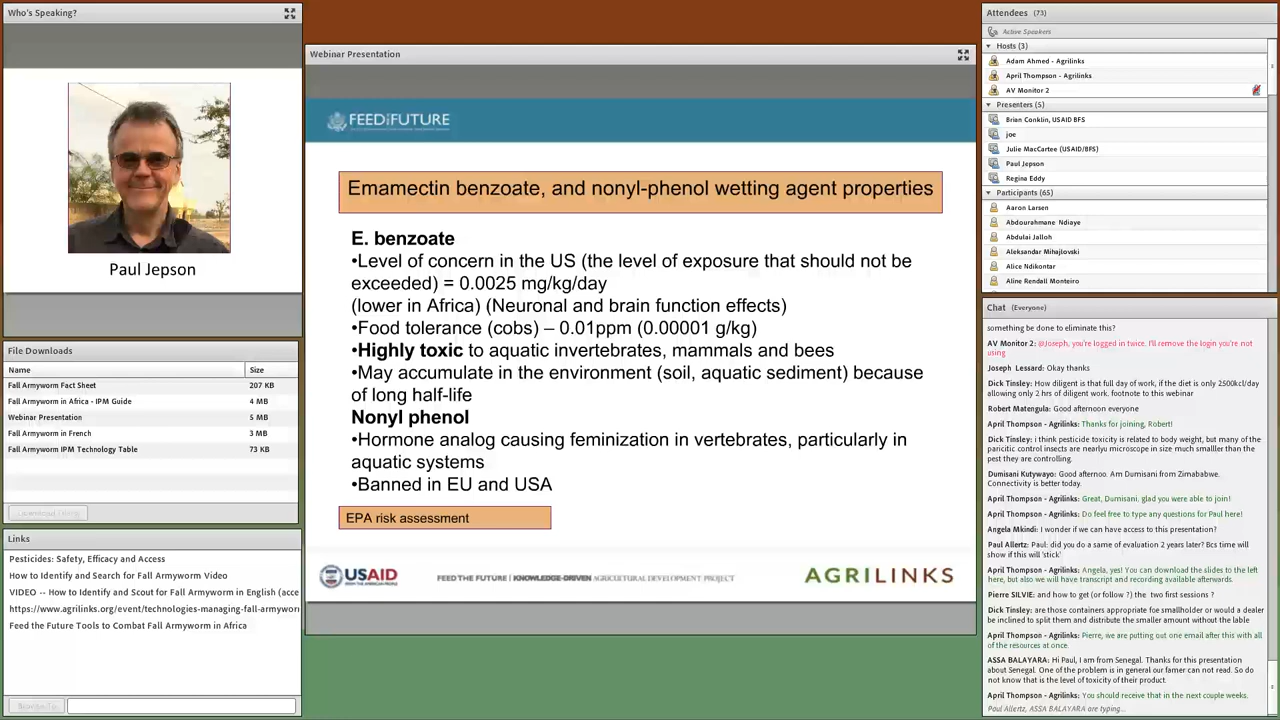 Who's Speaking?
Paul Jepson
File Downloads
Name Size
Fall Armyworm Fact Sheet 207 KB
Fall Armyworm in Africa - IPM Guide 4 MB
Webinar Presentation 5 MB
Fall Armyworm in French 3 MB
Fall Armyworm IPM Technology Table 73 KB
Links
Pesticides: Safety, Efficacy and Access
How to Identify and Search for Fall Armyworm Video
VIDEO -- How to Identify and Scout for Fall Armyworm in English (acce
https://www.agrilinks.org/event/technologies-managing-fall-armyworn
Feed the Future Tools to Combat Fall Armyworm in Africa
Browse To
Webinar Presentation
FEED THE FUTURE
Emamectin benzoate, and nonyl-phenol wetting agent properties
E. benzoate
•Level of concern in the US (the level of exposure that should not be
exceeded) = 0.0025 mg/kg/day
(lower in Africa) (Neuronal and brain function effects)
•Food tolerance (cobs) – 0.01ppm (0.00001 g/kg)
•Highly toxic to aquatic invertebrates, mammals and bees
•May accumulate in the environment (soil, aquatic sediment) because
of long half-life
Nonyl phenol
•Hormone analog causing feminization in vertebrates, particularly in
aquatic systems
•Banned in EU and USA
EPA risk assessment
USAID
FEED THE FUTURE | KNOWLEDGE-DRIVEN AGRICULTURAL DEVELOPMENT PROJECT
AGRILINKS
Attendees (73)
Active Speakers
Hosts (3)
Adam Ahmed - Agrilinks
April Thompson - Agrilinks
AV Monitor 2
Presenters (5)
Brian Conklin, USAID BFS
joe
Julie MacCartee (USAID/BFS)
Paul Jepson
Regina Eddy
Participants (65)
Aaron Larsen
Abdourahmane Ndiaye
Abdulai Jalloh
Aleksandar Mihajlovski
Alice Ndikontar
Aline Rendall Monteiro
Chat (Everyone)
something be done to eliminate this?
AV Monitor 2: @Joseph, you're logged in twice. I'll remove the login you're not
using
Joseph Lessard: Okay thanks
Dick Tinsley: How diligent is that full day of work, if the diet is only 2500kcl/day
allowing only 2 hrs of diligent work. footnote to this webinar
Robert Matengula: Good afternoon everyone
April Thompson - Agrilinks: Thanks for joining, Robert!
Dick Tinsley: i think pesticide toxicity is related to body weight, but many of the
paricitic control insects are nearlyu microscope in size much smaller than the
pest they are controlling.
Dumisani Kutywayo: Good afternoo. Am Dumisani from Zimababwe.
Connectivity is better today.
April Thompson - Agrilinks: Great, Dumisani, glad you were able to join!
April Thompson - Agrilinks: Do feel free to type any questions for Paul here!
Angela Mkindi: I wonder if we can have access to this presentation?
Paul Allertz: Paul: did you do a same of evaluation 2 years later? Bcs time will
show if this will 'stick'
April Thompson - Agrilinks: Angela, yes! You can download the slides to the left
here, but also we will have transcript and recording available afterwards.
Pierre SILVIE: and how to get (or follow ?) the two first sessions ?
Dick Tinsley: are those containers appropriate foe smallholder or would a dealer
be inclined to split them and distribute the smaller amount without the lable
April Thompson - Agrilinks: Pierre, we are putting out one email after this with all
of the resources at once.
ASSA BALAYARA: Hi Paul, I am from Senegal. Thanks for this presentation
about Senegal. One of the problem is in general our famer can not read. So do
not know that is the level of toxicity of their product.
April Thompson - Agrilinks: You should receive that in the next couple weeks.
Paul Allertz, ASSA BALAYARA are typing...